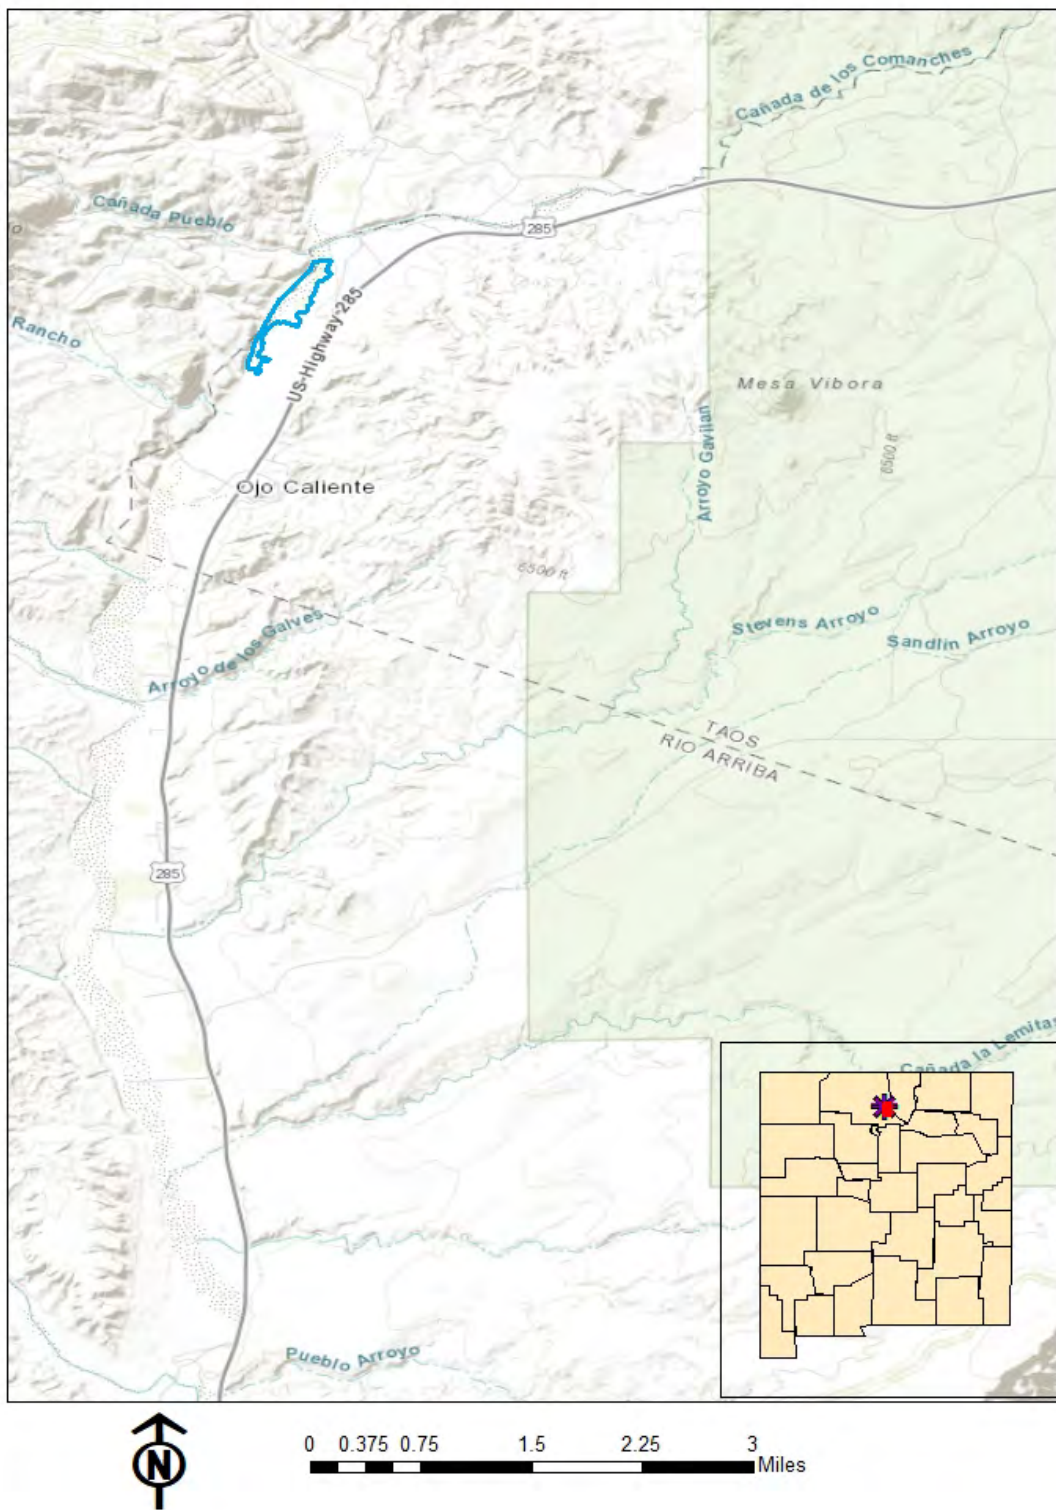 Cañada de los Comanches
Cañada Pueblo
285
US Highway 285
Rancho
Mesa Vibora
Arroyo Gavilan
6500 ft
Ojo Caliente
6500 ft
Arroyo de los Galves
Stevens Arroyo
Sandlin Arroyo
TAOS
RIO ARRIBA
285
Cañada la Lemitas
Pueblo Arroyo
N
0 0.375 0.75 1.5 2.25 3
Miles